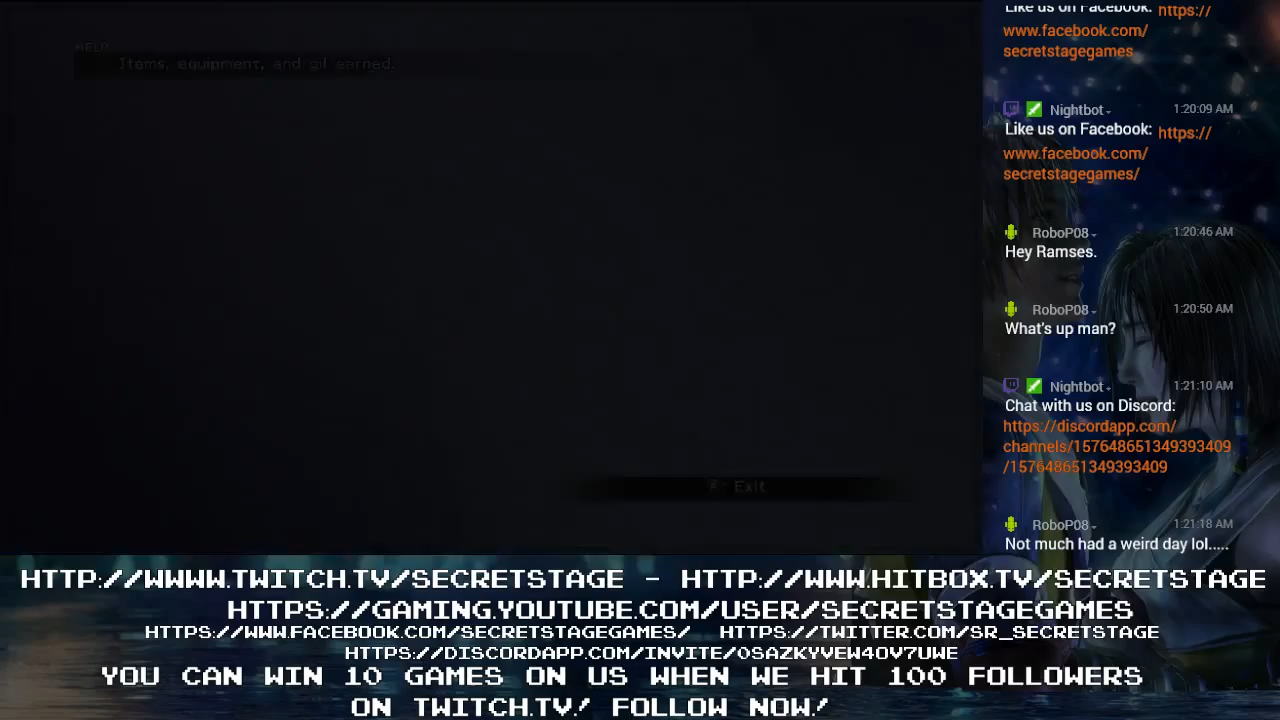 HELP
Items, equipment, and gil earned.
Exit
Like us on Facebook: https://
www.facebook.com/
secretstagegames
Nightbot 1:20:09 AM
Like us on Facebook: https://
www.facebook.com/
secretstagegames/
RoboP08 1:20:46 AM
Hey Ramses.
RoboP08 1:20:50 AM
What's up man?
Nightbot 1:21:10 AM
Chat with us on Discord:
https://discordapp.com/
channels/157648651349393409
/157648651349393409
RoboP08 1:21:18 AM
Not much had a weird day lol.....
HTTP://WWWW.TWITCH.TV/SECRETSTAGE - HTTP://WWW.HITBOX.TV/SECRETSTAGE
HTTPS://GAMING.YOUTUBE.COM/USER/SECRETSTAGEGAMES
HTTPS://WWW.FACEBOOK.COM/SECRETSTAGEGAMES/ HTTPS://TWITTER.COM/SR_SECRETSTAGE
HTTPS://DISCORDAPP.COM/INVITE/0SAZKYVEW4OV7UWE
YOU CAN WIN 10 GAMES ON US WHEN WE HIT 100 FOLLOWERS
ON TWITCH.TV! FOLLOW NOW!